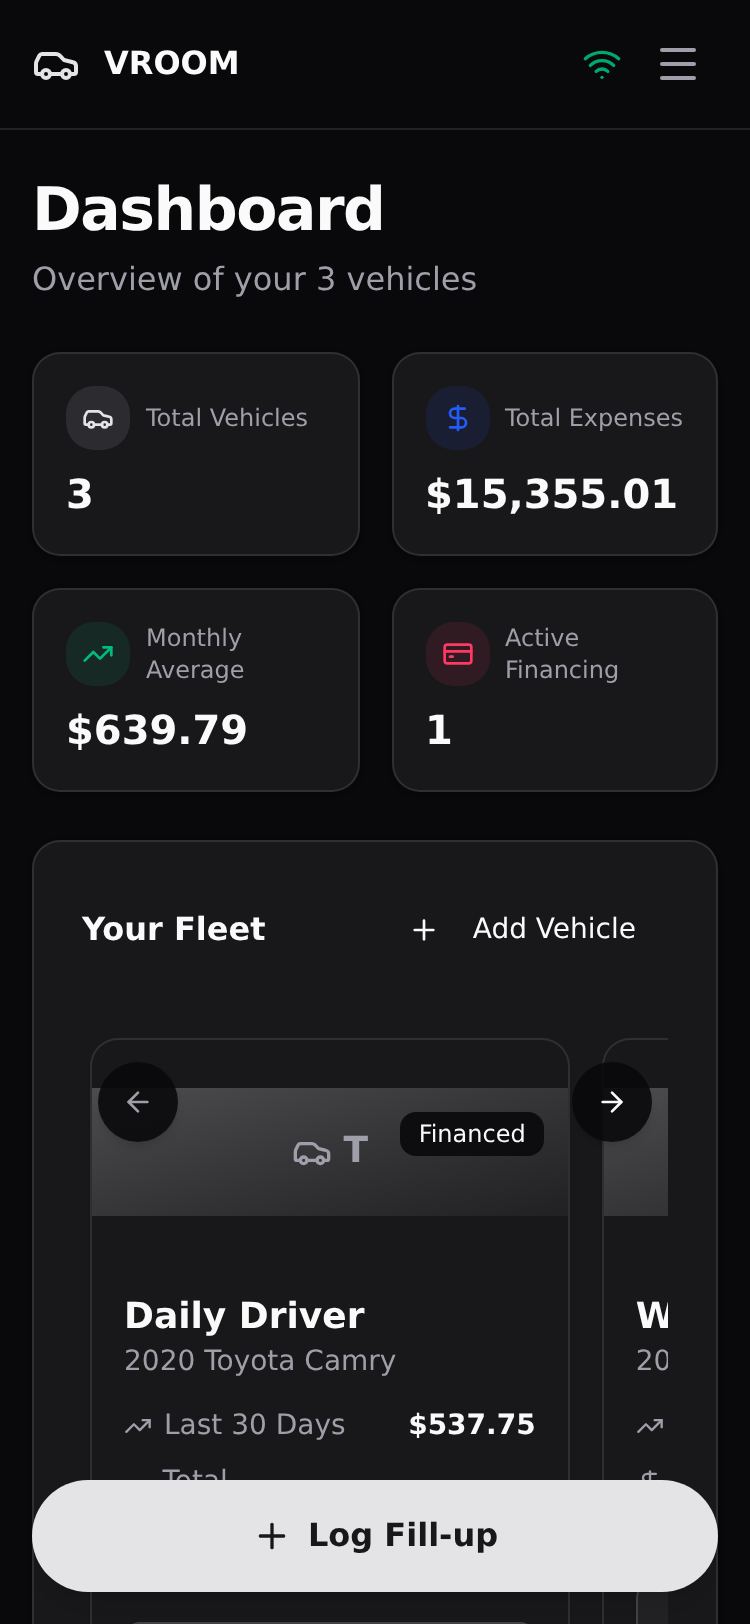 VROOM
Dashboard
Overview of your 3 vehicles
Total Vehicles
3
Total Expenses
$15,355.01
Monthly
Average
$639.79
Active
Financing
1
Your Fleet
Add Vehicle
T
Financed
Daily Driver
2020 Toyota Camry
Last 30 Days
$537.75
Total
W
20
Log Fill-up